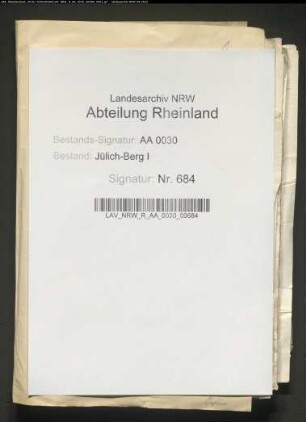 Landesarchiv NRW
Abteilung Rheinland
Bestands-Signatur: AA 0030
Bestand: Jülich-Berg I
Signatur: Nr. 684
LAV_NRW_R_AA_0030_00684